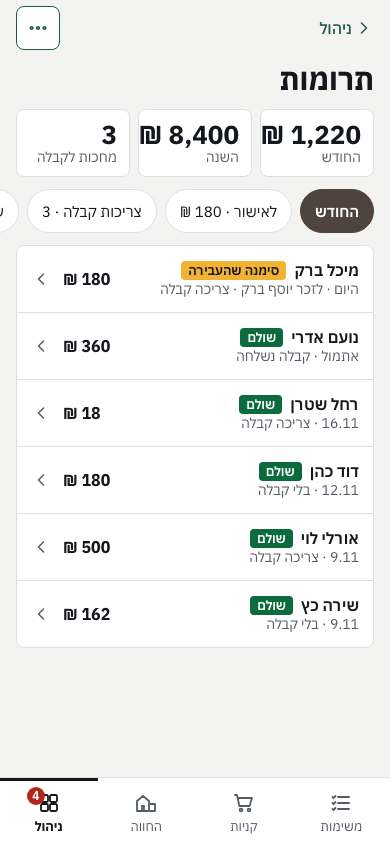 ניהול
תרומות
1,220 ₪
החודש
8,400 ₪
השנה
3
מחכות לקבלה
החודש
לאישור · 180 ₪
צריכות קבלה · 3
מיכל ברק סימנה שהעבירה
היום · לזכר יוסף ברק · צריכה קבלה
180 ₪
נועם אדרי שולם
אתמול · קבלה נשלחה
360 ₪
רחל שטרן שולם
16.11 · צריכה קבלה
18 ₪
דוד כהן שולם
12.11 · בלי קבלה
180 ₪
אורלי לוי שולם
9.11 · צריכה קבלה
500 ₪
שירה כץ שולם
9.11 · בלי קבלה
162 ₪
משימות
קניות
החווה
4
ניהול